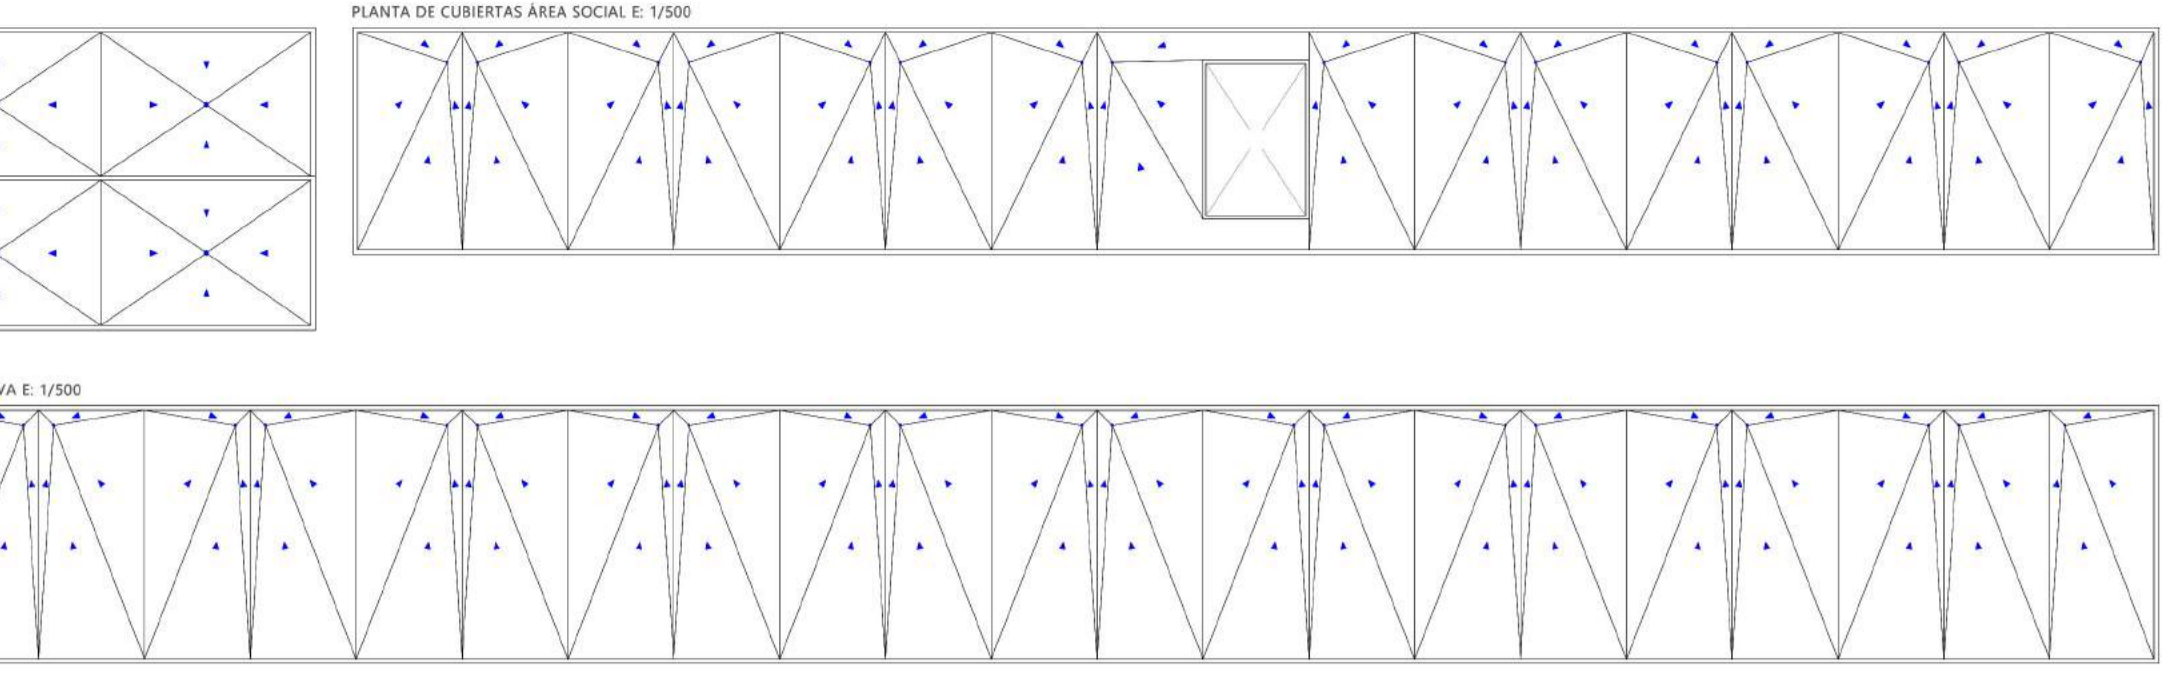 PLANTA DE CUBIERTAS ÁREA SOCIAL E: 1/500
VA E: 1/500